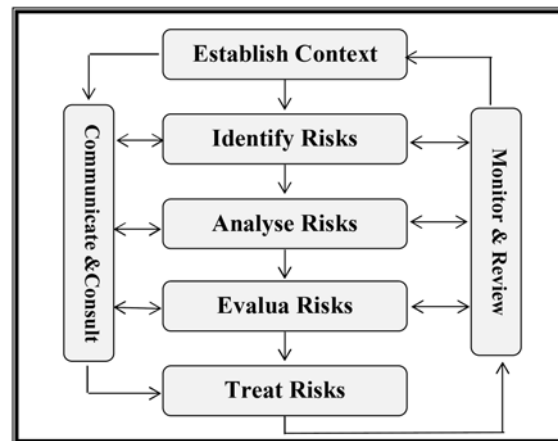 Establish Context
Communicate &Consult
Identify Risks
Monitor & Review
Analyse Risks
Evalua Risks
Treat Risks